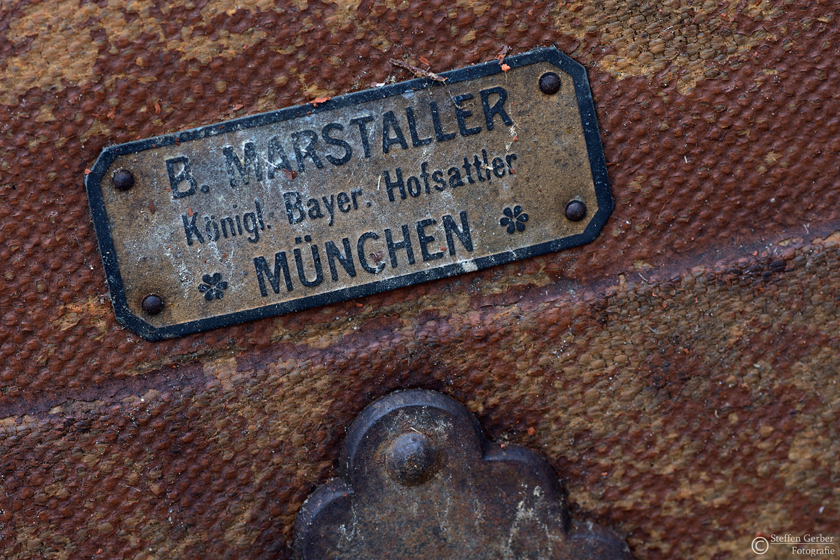 B. MARSTALLER
Königl. Bayer. Hofsattler
MÜNCHEN
© Steffen Gerber
Fotografie